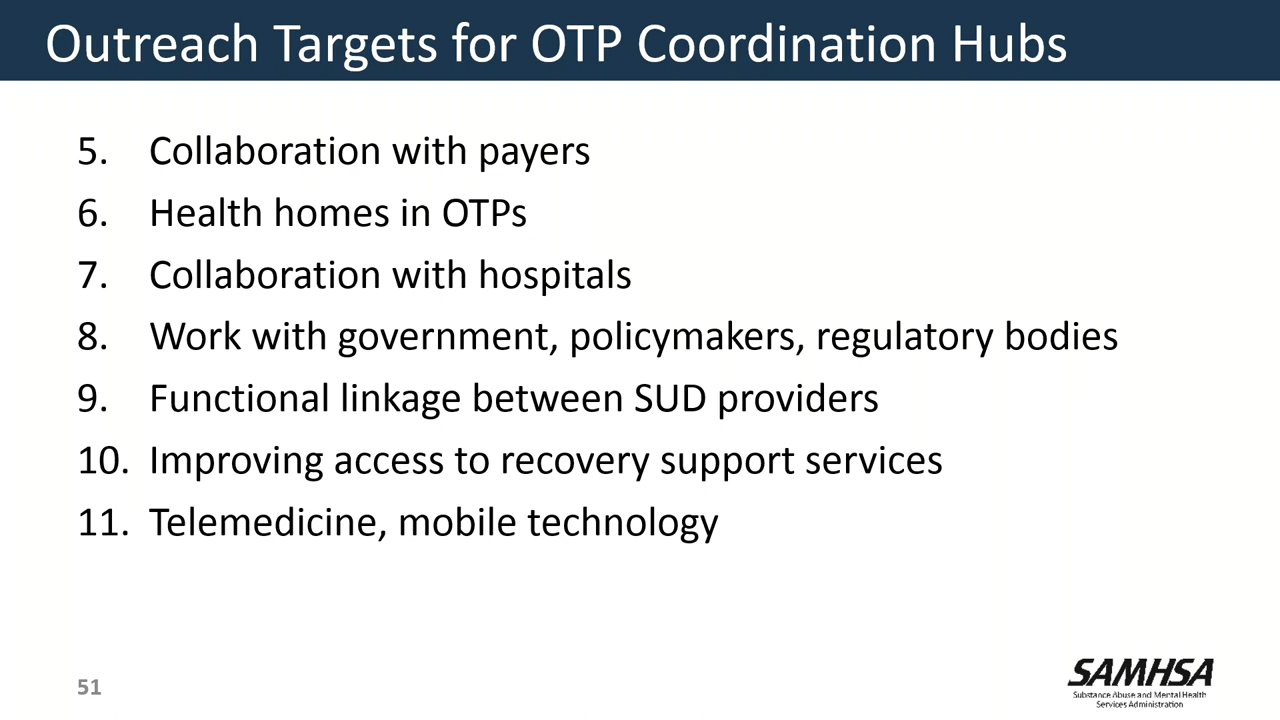 Outreach Targets for OTP Coordination Hubs
5. Collaboration with payers
6. Health homes in OTPs
7. Collaboration with hospitals
8. Work with government, policymakers, regulatory bodies
9. Functional linkage between SUD providers
10. Improving access to recovery support services
11. Telemedicine, mobile technology
51
SAMHSA
Substance Abuse and Mental Health
Services Administration